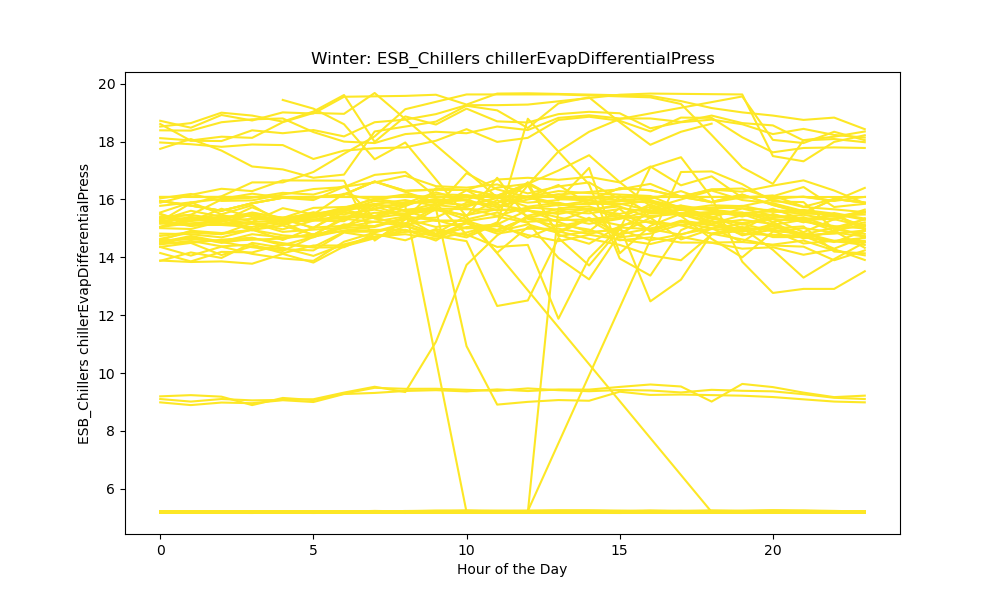 Winter: ESB_Chillers chillerEvapDifferentialPress
ESB_Chillers chillerEvapDifferentialPress
20
18
16
14
12
10
8
6
0 5 10 15 20
Hour of the Day